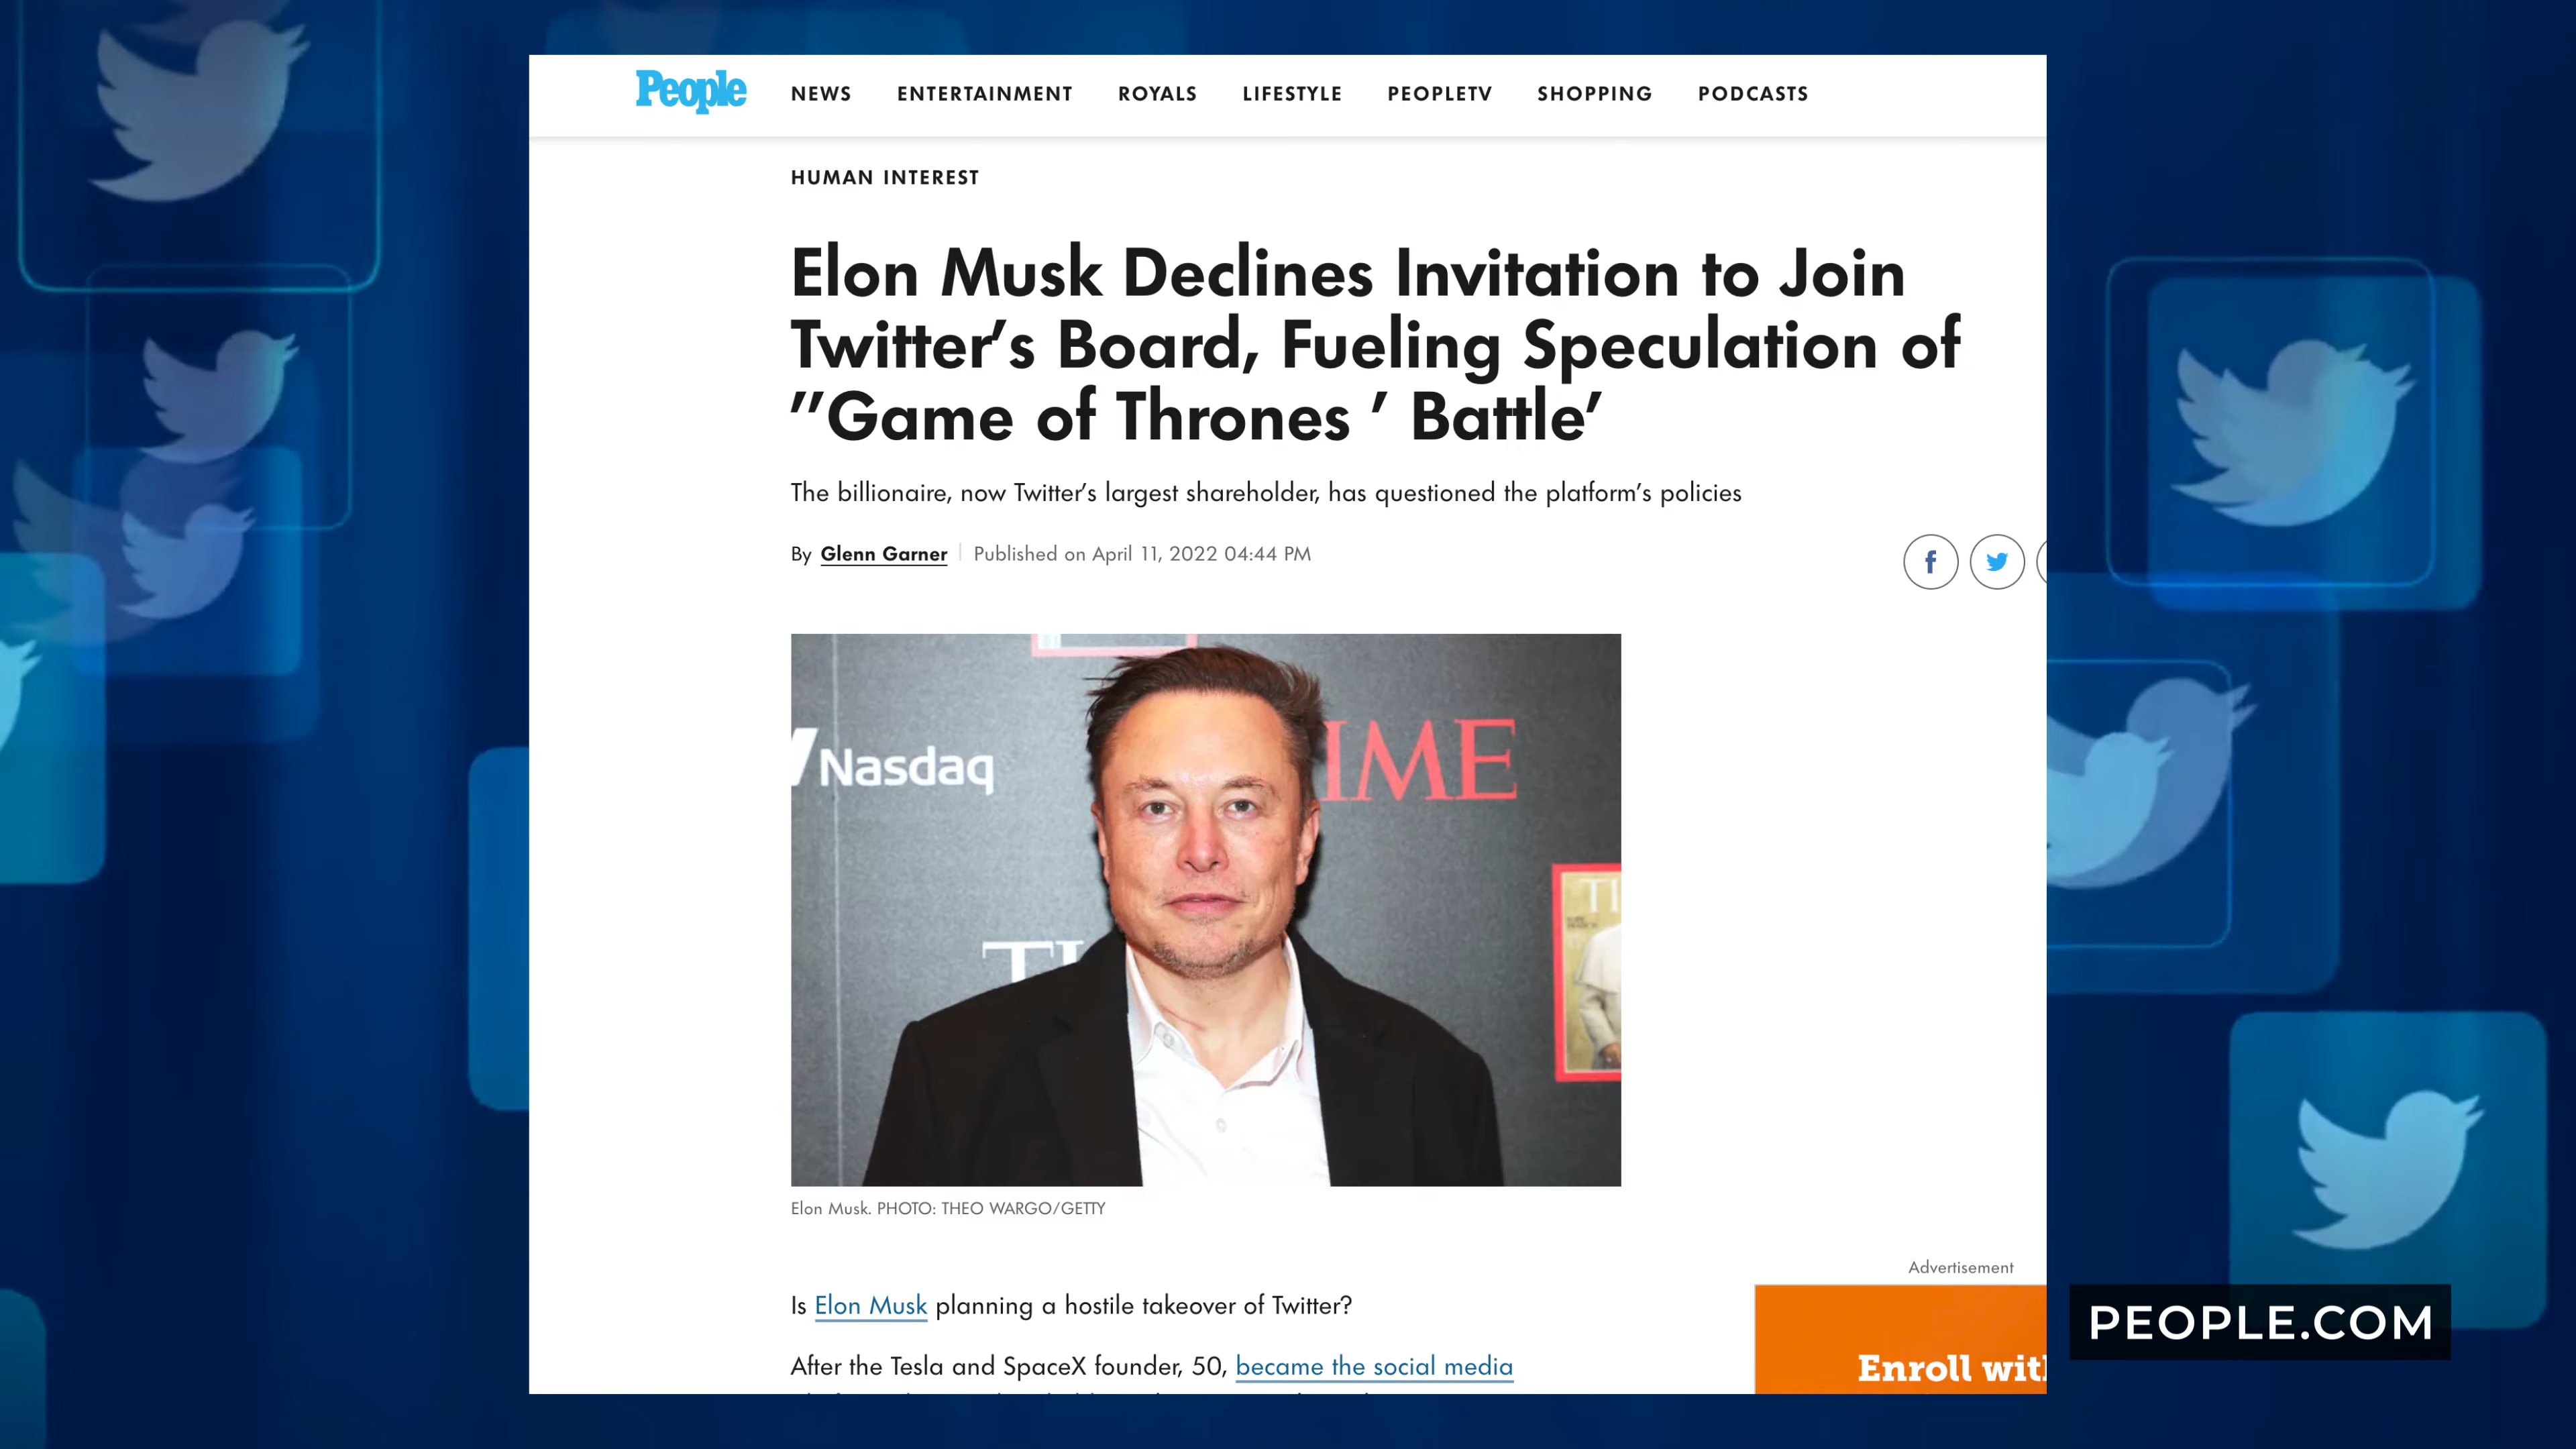 People NEWS ENTERTAINMENT ROYALS LIFESTYLE PEOPLETV SHOPPING PODCASTS
HUMAN INTEREST
Elon Musk Declines Invitation to Join
Twitter’s Board, Fueling Speculation of
’’Game of Thrones ’ Battle’
The billionaire, now Twitter’s largest shareholder, has questioned the platform’s policies
By Glenn Garner Published on April 11, 2022 04:44 PM
f
Nasdaq
IME
TI
TI
Elon Musk. PHOTO: THEO WARGO/GETTY
Advertisement
Is Elon Musk planning a hostile takeover of Twitter?
PEOPLE.COM
After the Tesla and SpaceX founder, 50, became the social media
Enroll wit